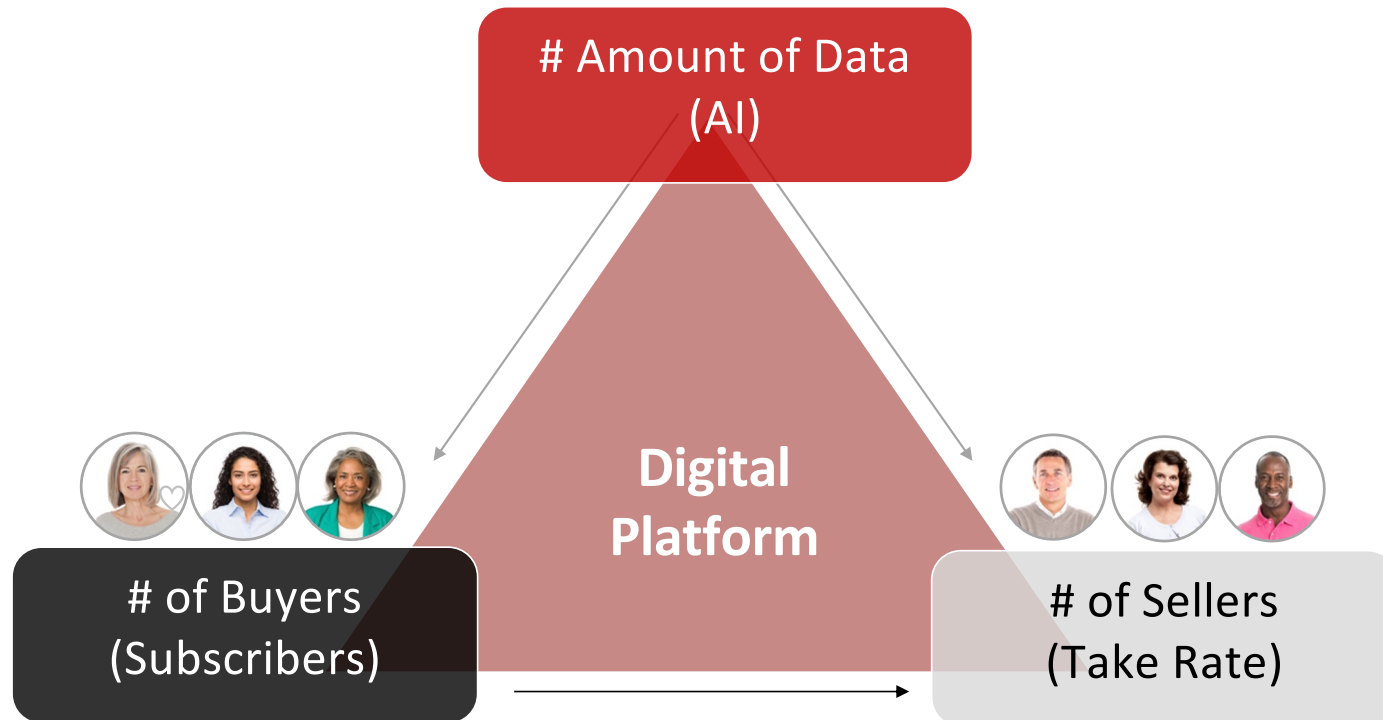 # Amount of Data
(AI)
Digital
Platform
# of Buyers
(Subscribers)
# of Sellers
(Take Rate)